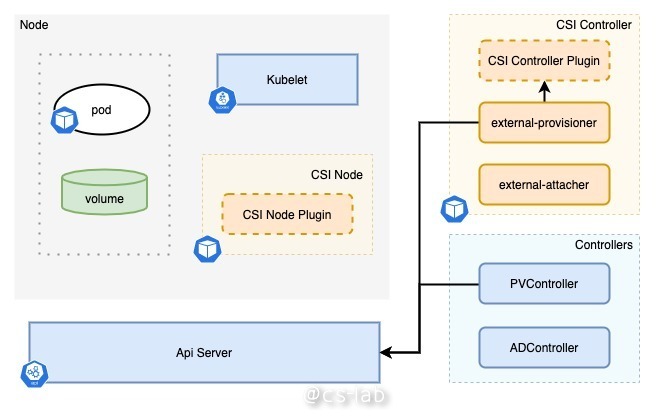 Node
pod
volume
Kubelet
CSI Node
CSI Node Plugin
CSI Controller
CSI Controller Plugin
external-provisioner
external-attacher
Controllers
PVController
ADController
Api Server
@cs-lab